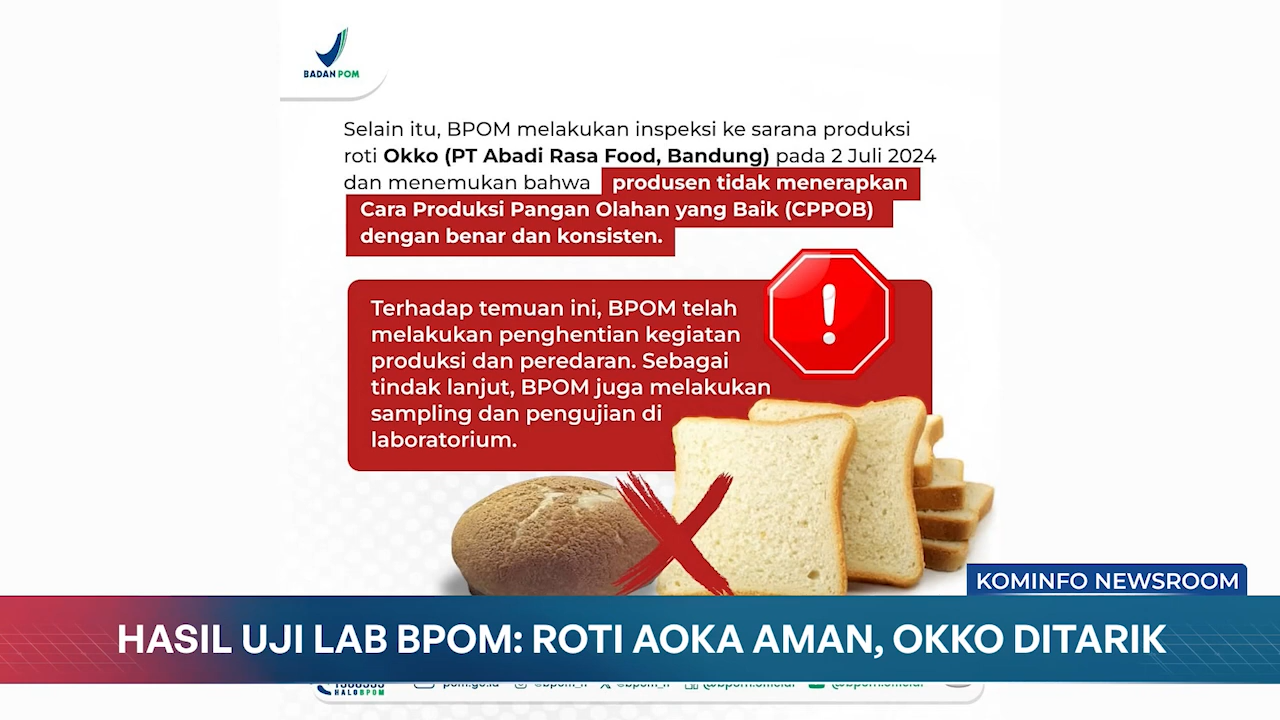 BADAN POM
Selain itu, BPOM melakukan inspeksi ke sarana produksi
roti Okko (PT Abadi Rasa Food, Bandung) pada 2 Juli 2024
dan menemukan bahwa produsen tidak menerapkan
Cara Produksi Pangan Olahan yang Baik (CPPOB)
dengan benar dan konsisten.
Terhadap temuan ini, BPOM telah
melakukan penghentian kegiatan
produksi dan peredaran. Sebagai
tindak lanjut, BPOM juga melakukan
sampling dan pengujian di
laboratorium.
KOMINFO NEWSROOM
HASIL UJI LAB BPOM: ROTI AOKA AMAN, OKKO DITARIK
HALOBPOM